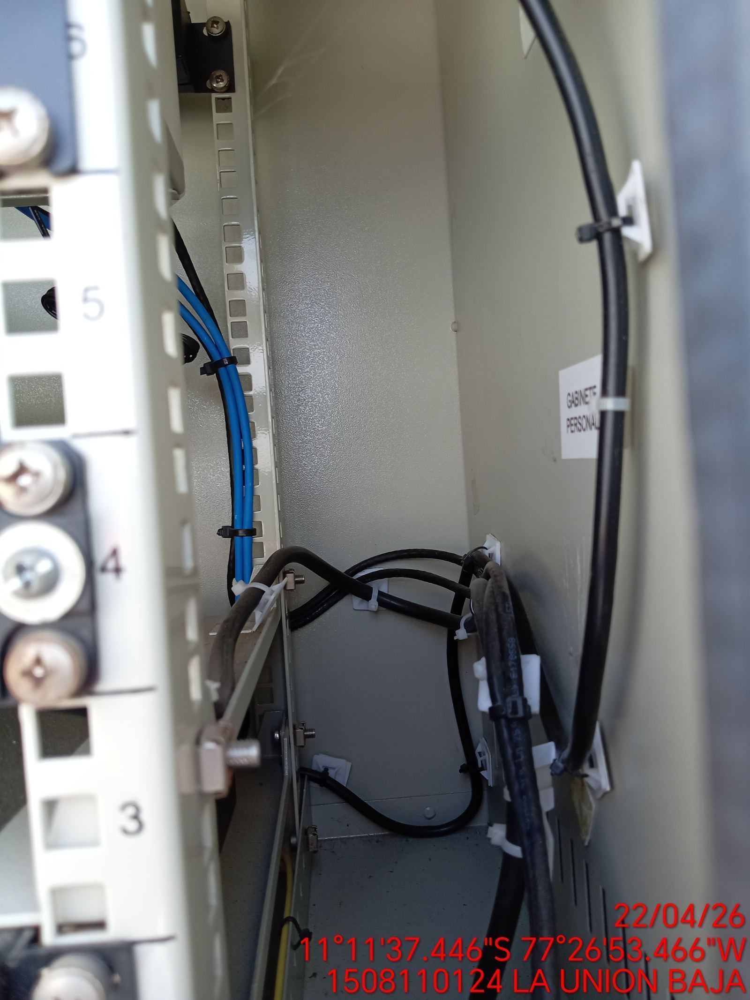 6
5
GABINETE
PERSONAL
4
E178558
3
22/04/26
11°11'37.446"S 77°26'53.466"W
1508110124 LA UNION BAJA